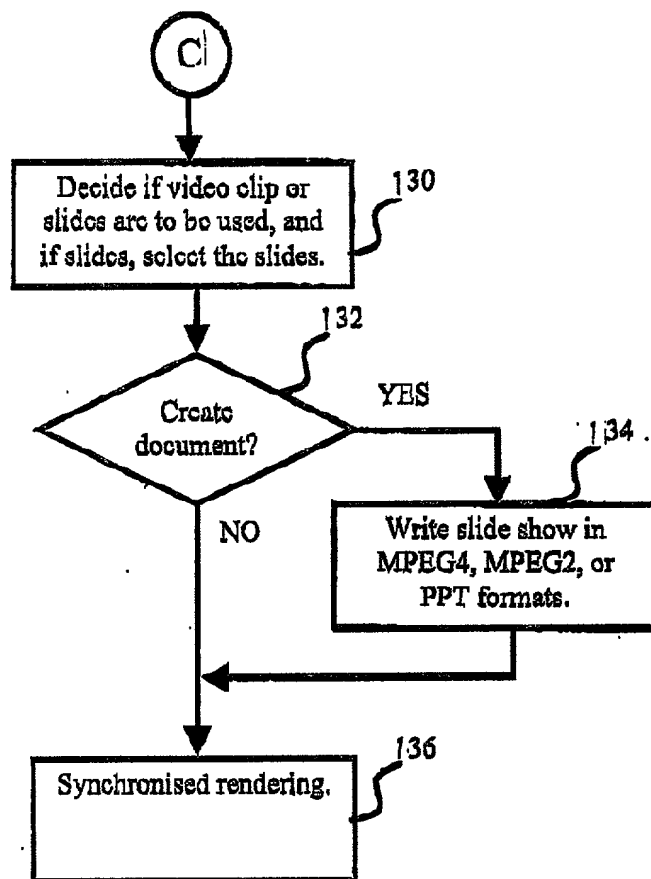 C
Decide if video clip or
slides are to be used, and
if slides, select the slides.
130
132
Create
document?
YES
NO
134
Write slide show in
MPEG4, MPEG2, or
PPT formats.
136
Synchronised rendering.